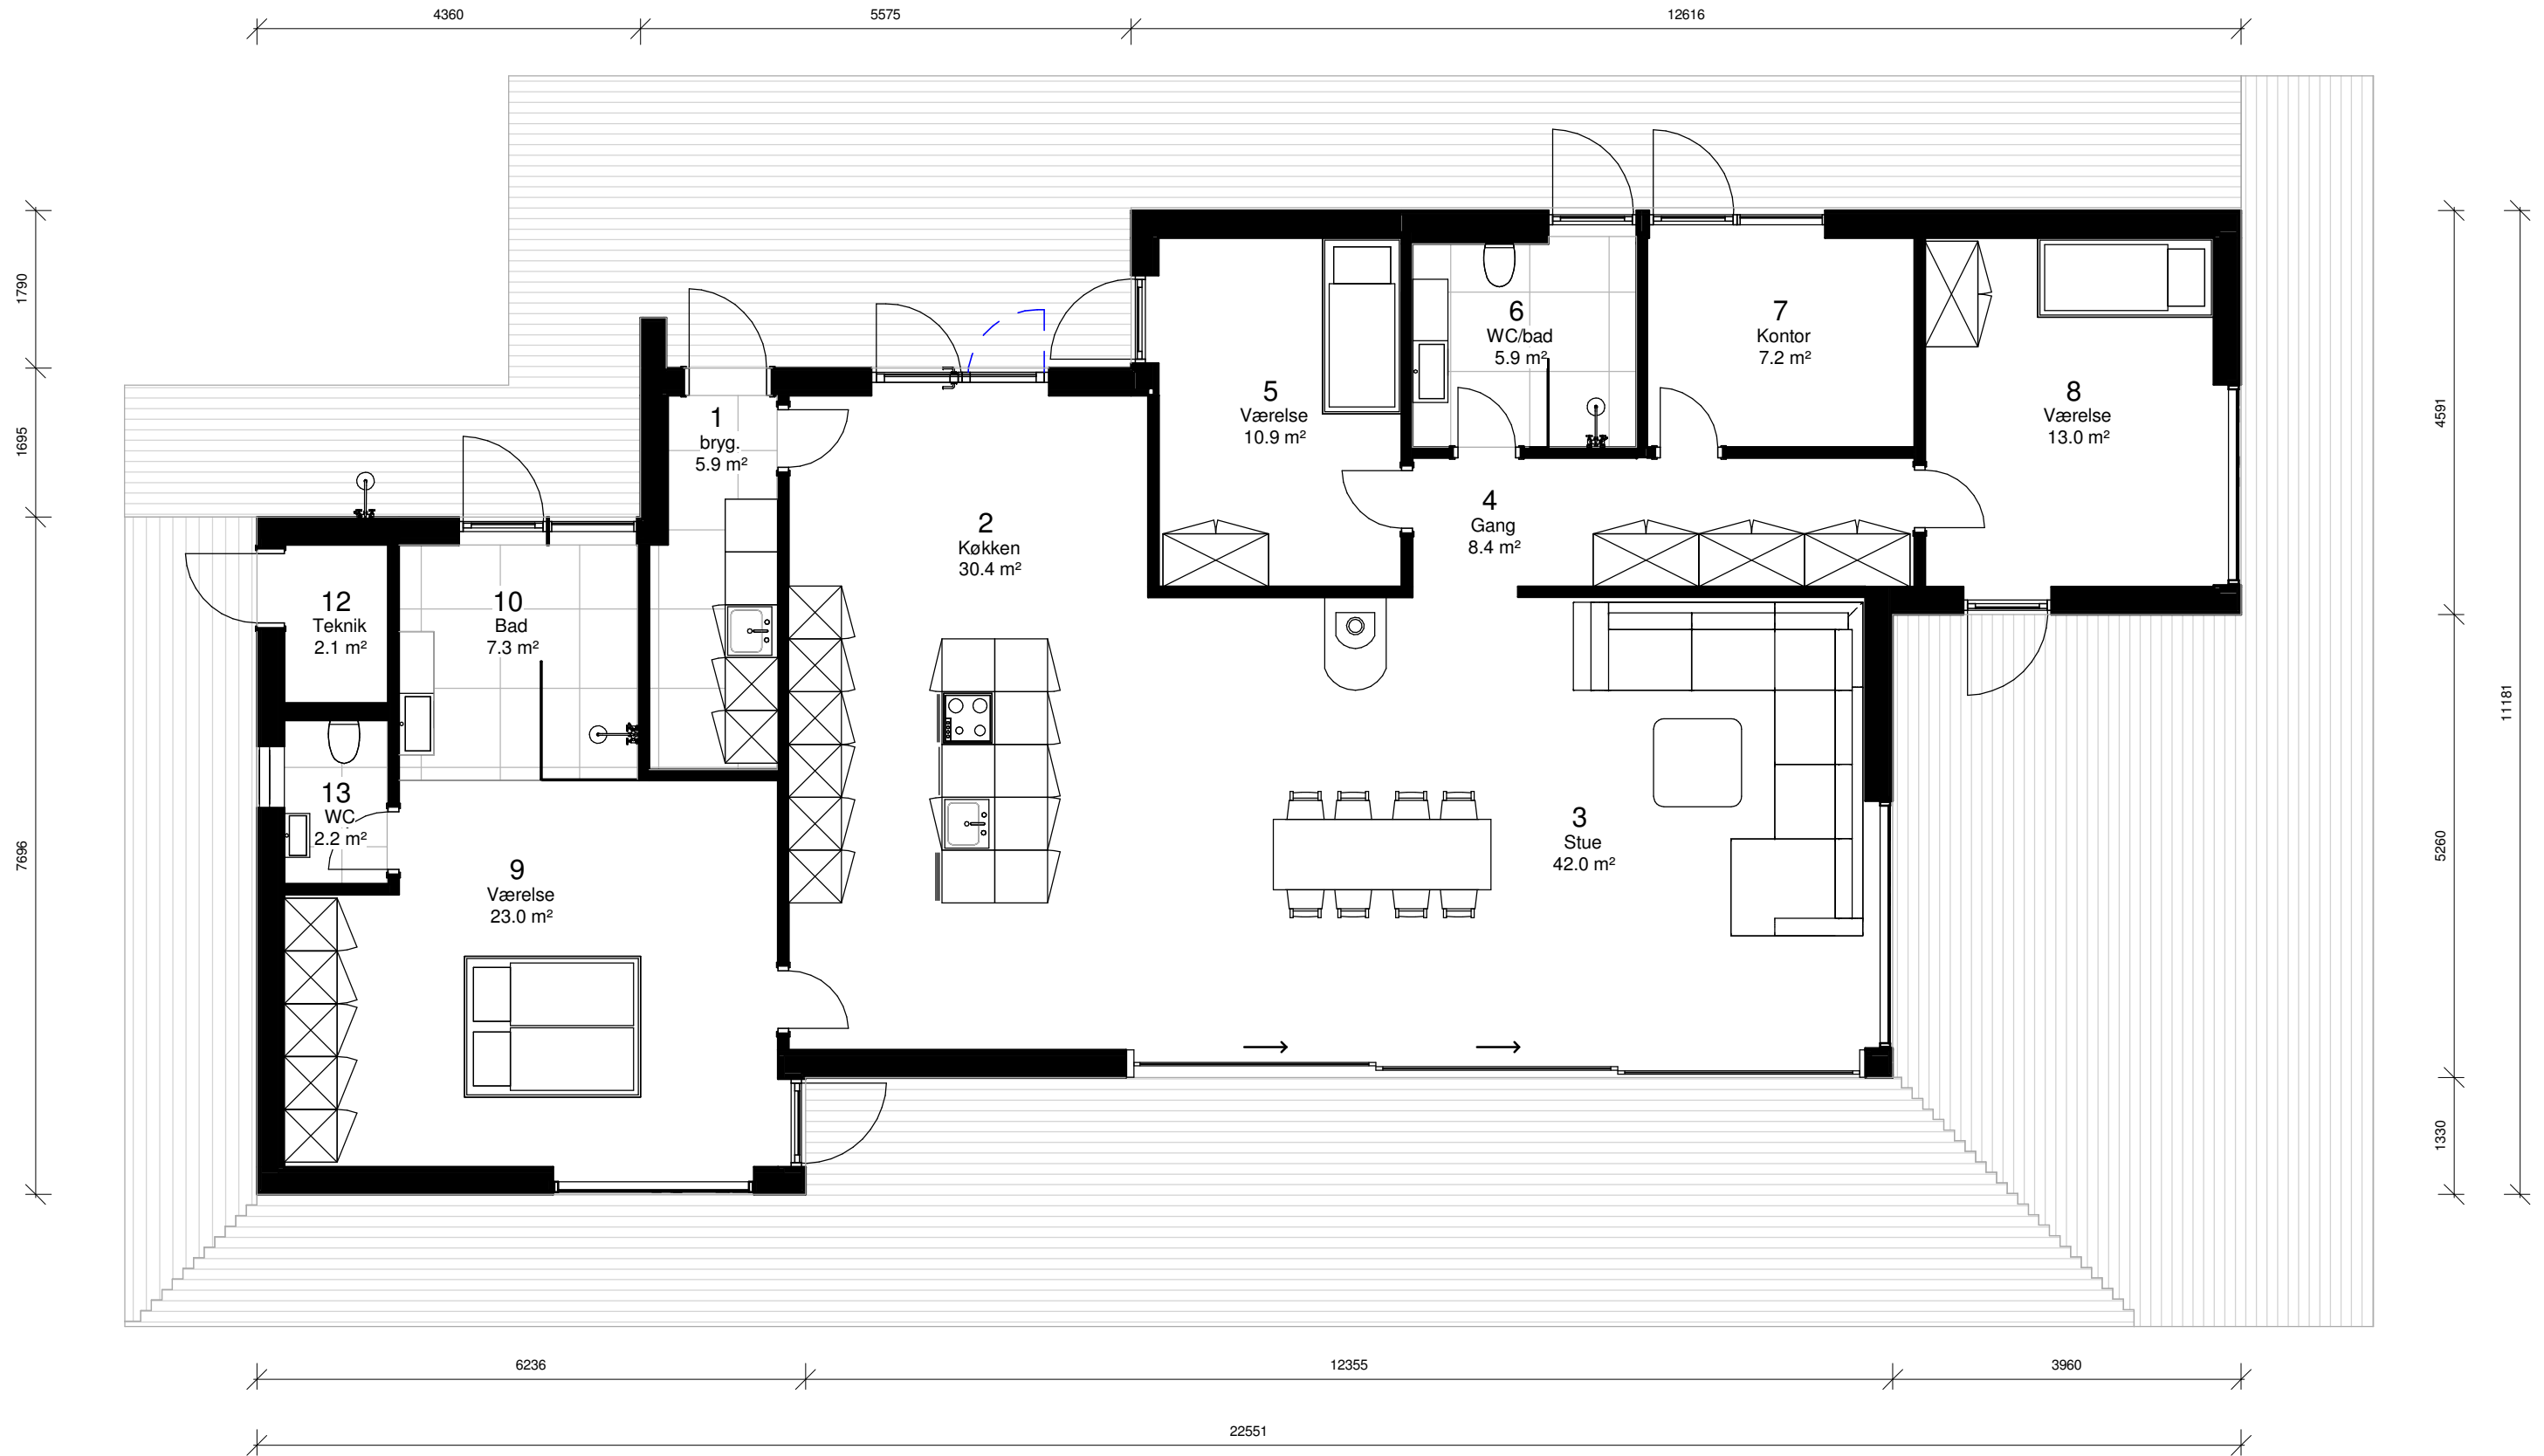 4360
5575
12616
1790
1695
7696
4591
5260
1330
11181
1
bryg.
5.9 m²
2
Køkken
30.4 m²
5
Værelse
10.9 m²
6
WC/bad
5.9 m²
7
Kontor
7.2 m²
8
Værelse
13.0 m²
4
Gang
8.4 m²
12
Teknik
2.1 m²
10
Bad
7.3 m²
13
WC
2.2 m²
9
Værelse
23.0 m²
3
Stue
42.0 m²
6236
12355
3960
22551